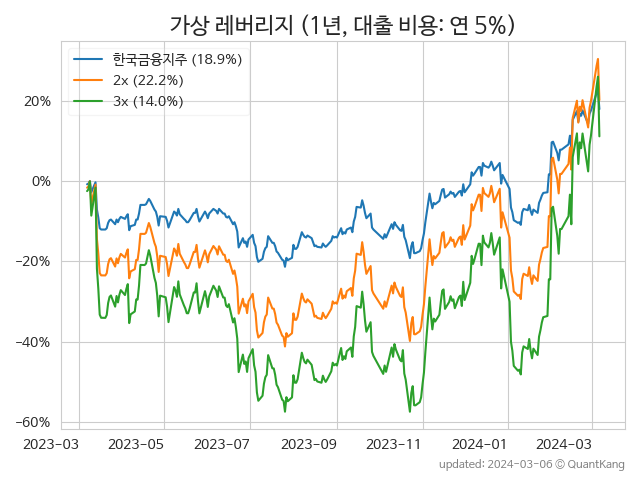 가상 레버리지 (1년, 대출 비용: 연 5%)
한국금융지주 (18.9%)
2x (22.2%)
3x (14.0%)
20%
0%
−20%
−40%
−60%
2023-03 2023-05 2023-07 2023-09 2023-11 2024-01 2024-03
updated: 2024-03-06 © QuantKang